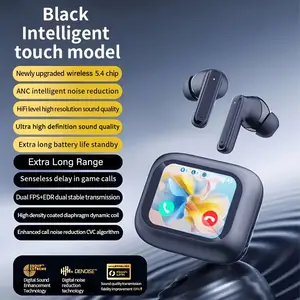 Black
Intelligent
touch model
Newly upgraded wireless 5.4 chip
ANC intelligent noise reduction
HiFi level high resolution sound quality
Ultra high definition sound quality
Extra long battery life standby
Extra Long Range
Senseless delay in game calls
Dual FPS+EDR dual stable transmission
High density coated diaphragm dynamic coil
Enhanced call noise reduction CVC algorithm
DENOISE
Digital Sound
Enhancement
Technology
Digital noise
reduction
technology
Sound quality
transmission
fidelity improvement